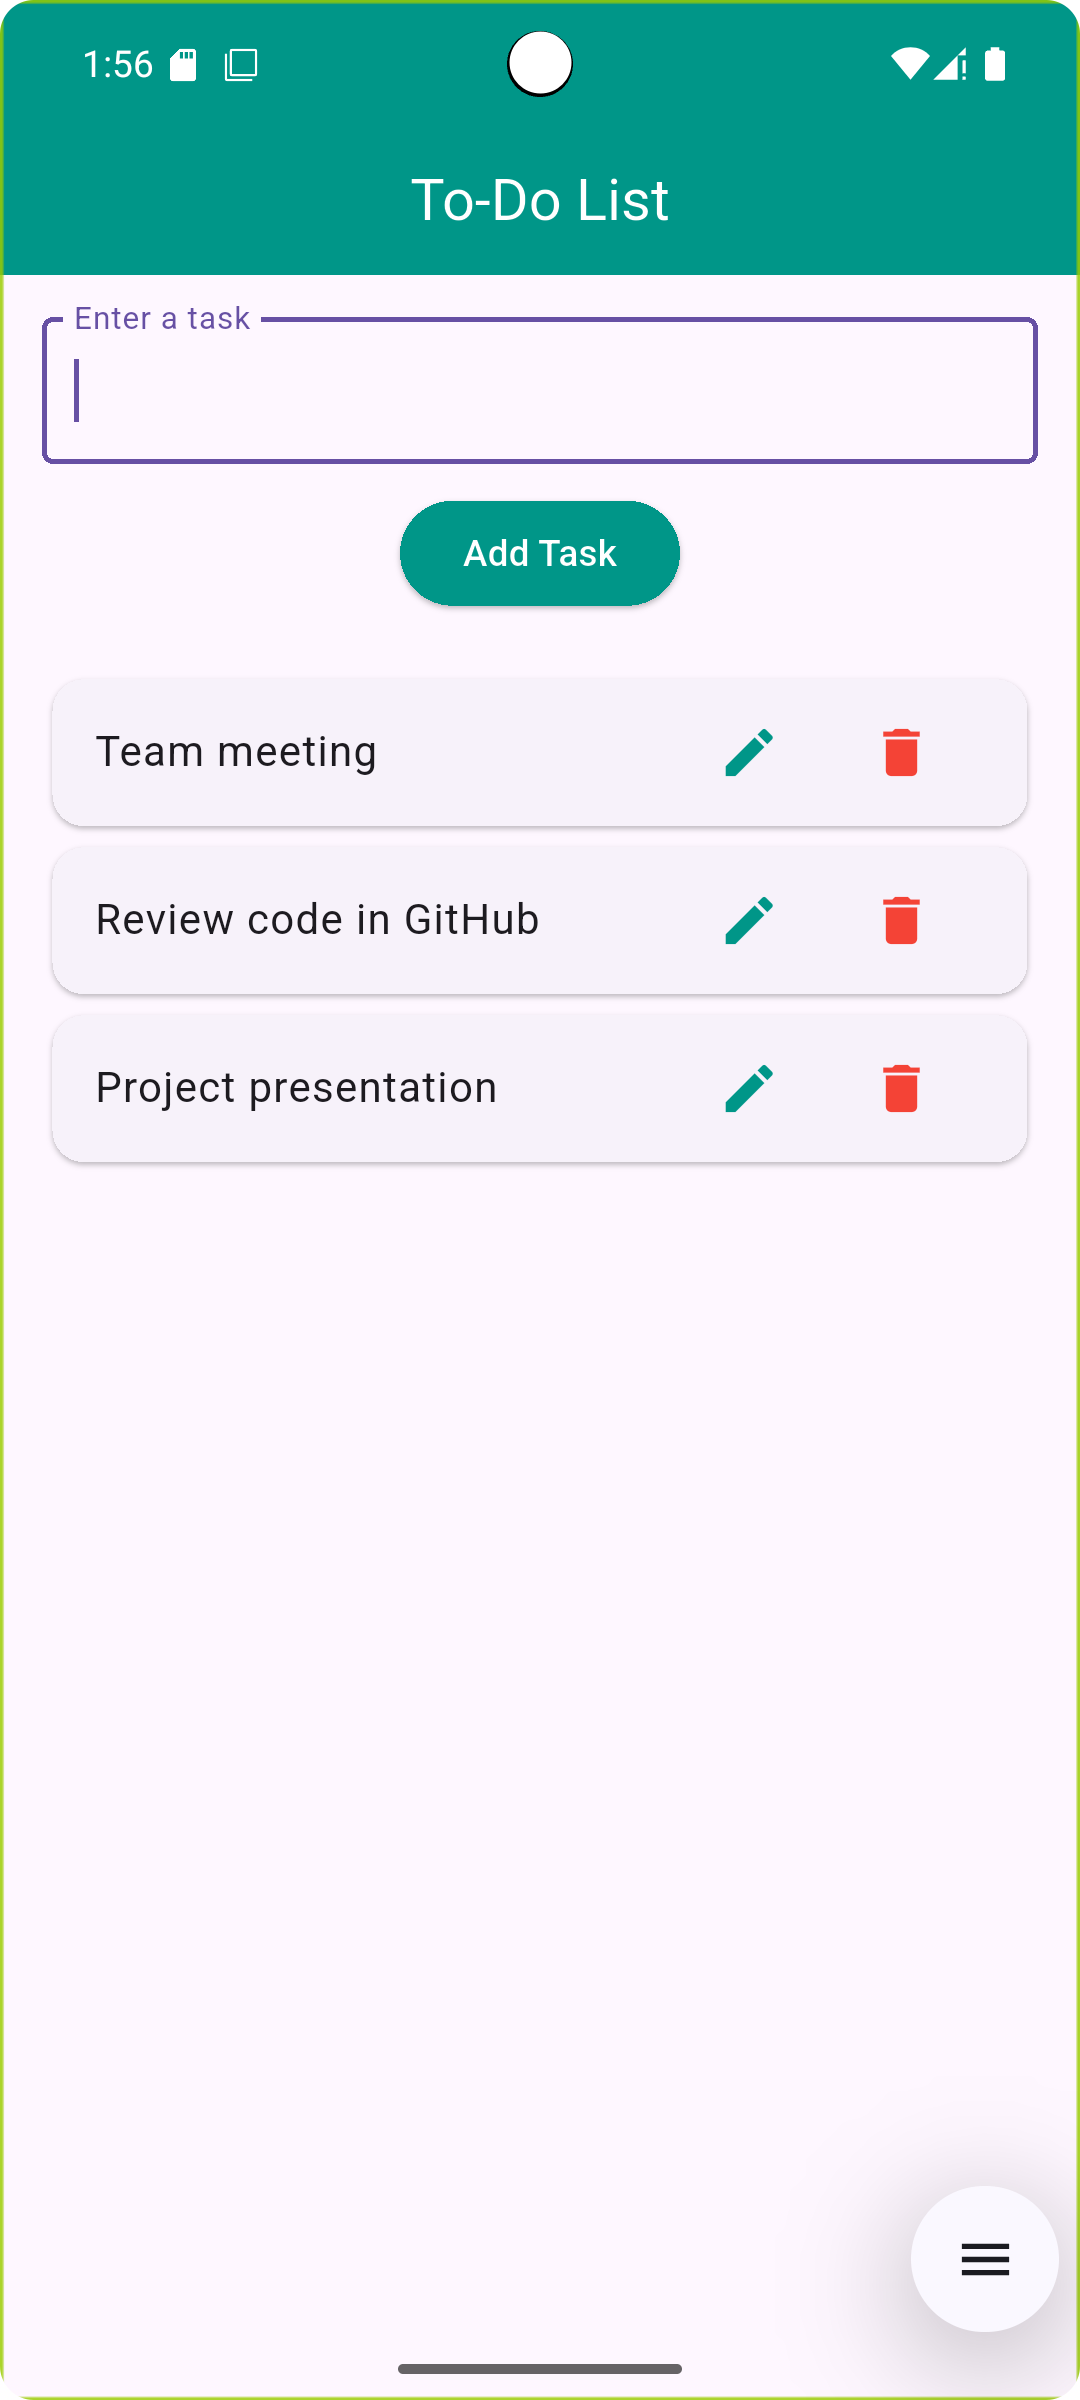 1:56
To-Do List
Enter a task
Add Task
Team meeting
Review code in GitHub
Project presentation